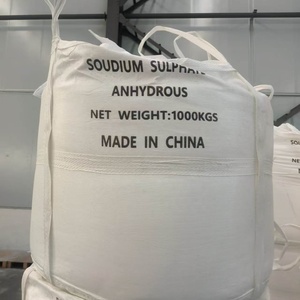 SOUDIUM SULPHA
ANHYDROUS
NET WEIGHT:1000KGS
MADE IN CHINA